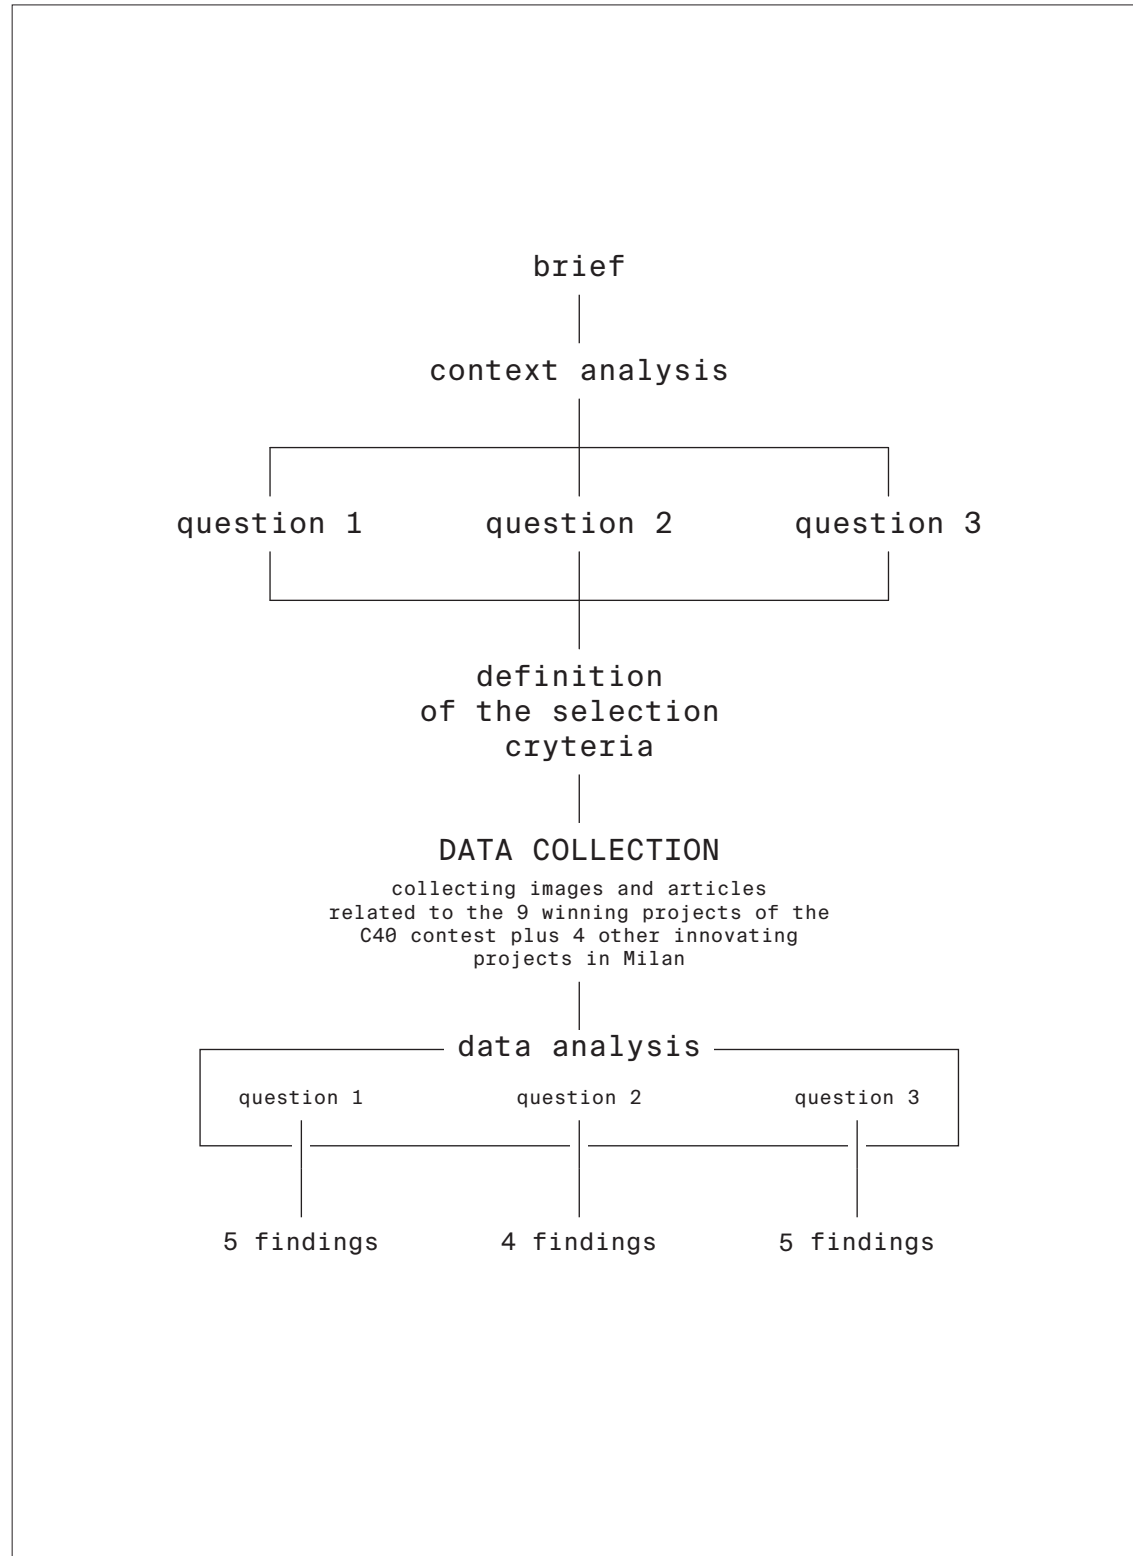 brief
context analysis
question 1
question 2
question 3
definition
of the selection
cryteria
DATA COLLECTION
collecting images and articles
related to the 9 winning projects of the
C40 contest plus 4 other innovating
projects in Milan
data analysis
question 1
question 2
question 3
5 findings
4 findings
5 findings